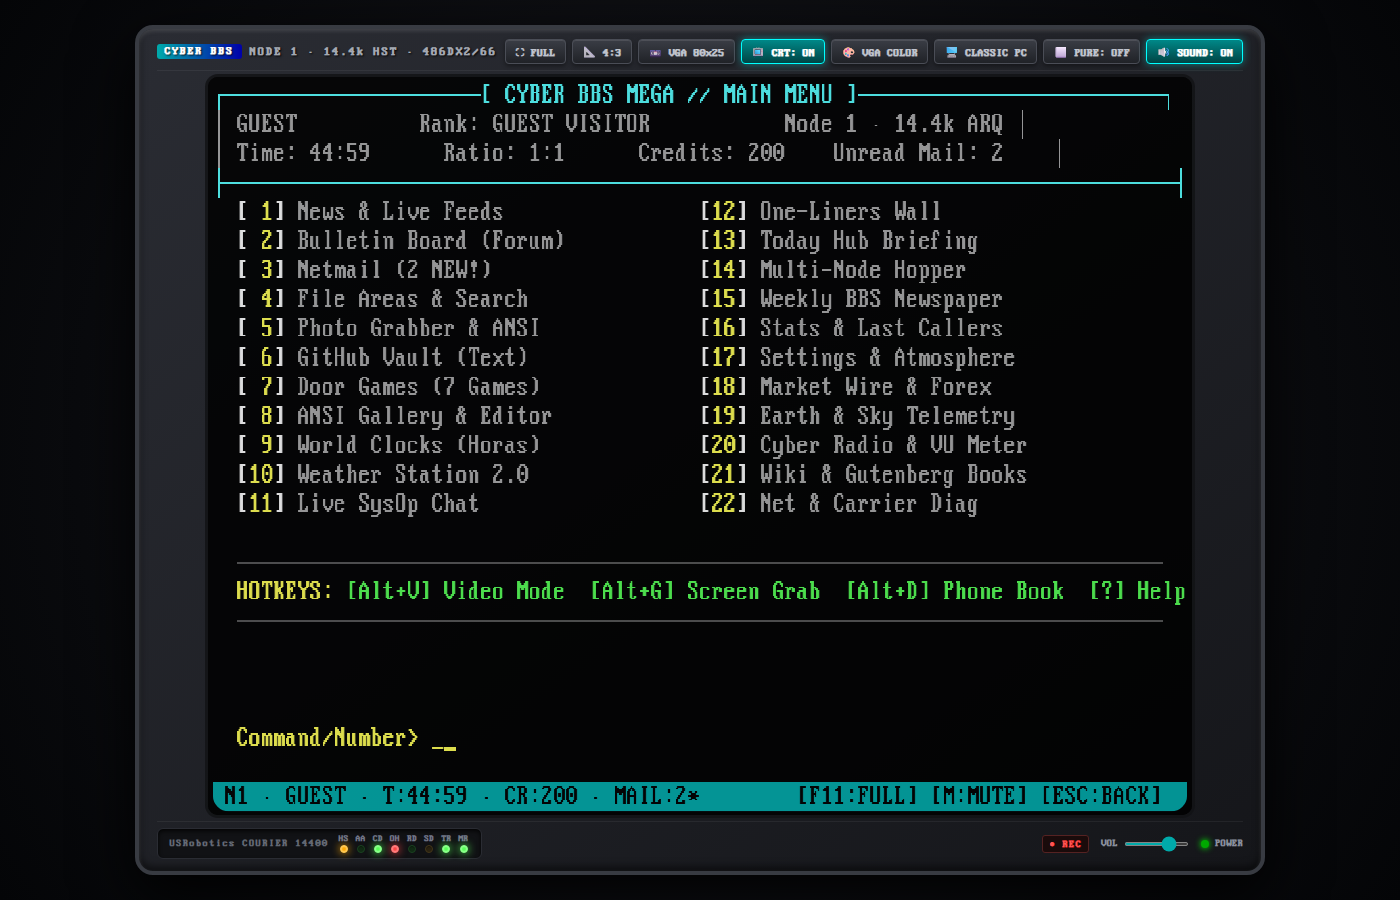 CYBER BBS NODE 1 · 14.4k HST · 486DX2/66 FULL 4:3 VGA 80x25 CRT: ON VGA COLOR CLASSIC PC PURE: OFF SOUND: ON
[ CYBER BBS MEGA // MAIN MENU ]
GUEST Rank: GUEST VISITOR Node 1 · 14.4k ARQ
Time: 44:59 Ratio: 1:1 Credits: 200 Unread Mail: 2
[ 1] News & Live Feeds [12] One-Liners Wall
[ 2] Bulletin Board (Forum) [13] Today Hub Briefing
[ 3] Netmail (2 NEW!) [14] Multi-Node Hopper
[ 4] File Areas & Search [15] Weekly BBS Newspaper
[ 5] Photo Grabber & ANSI [16] Stats & Last Callers
[ 6] GitHub Vault (Text) [17] Settings & Atmosphere
[ 7] Door Games (7 Games) [18] Market Wire & Forex
[ 8] ANSI Gallery & Editor [19] Earth & Sky Telemetry
[ 9] World Clocks (Horas) [20] Cyber Radio & VU Meter
[10] Weather Station 2.0 [21] Wiki & Gutenberg Books
[11] Live SysOp Chat [22] Net & Carrier Diag
HOTKEYS: [Alt+V] Video Mode [Alt+G] Screen Grab [Alt+D] Phone Book [?] Help
Command/Number> __
N1 · GUEST · T:44:59 · CR:200 · MAIL:2* [F11:FULL] [M:MUTE] [ESC:BACK]
USRobotics COURIER 14400 HS AA CD OH RD SD TR MR REC VOL POWER